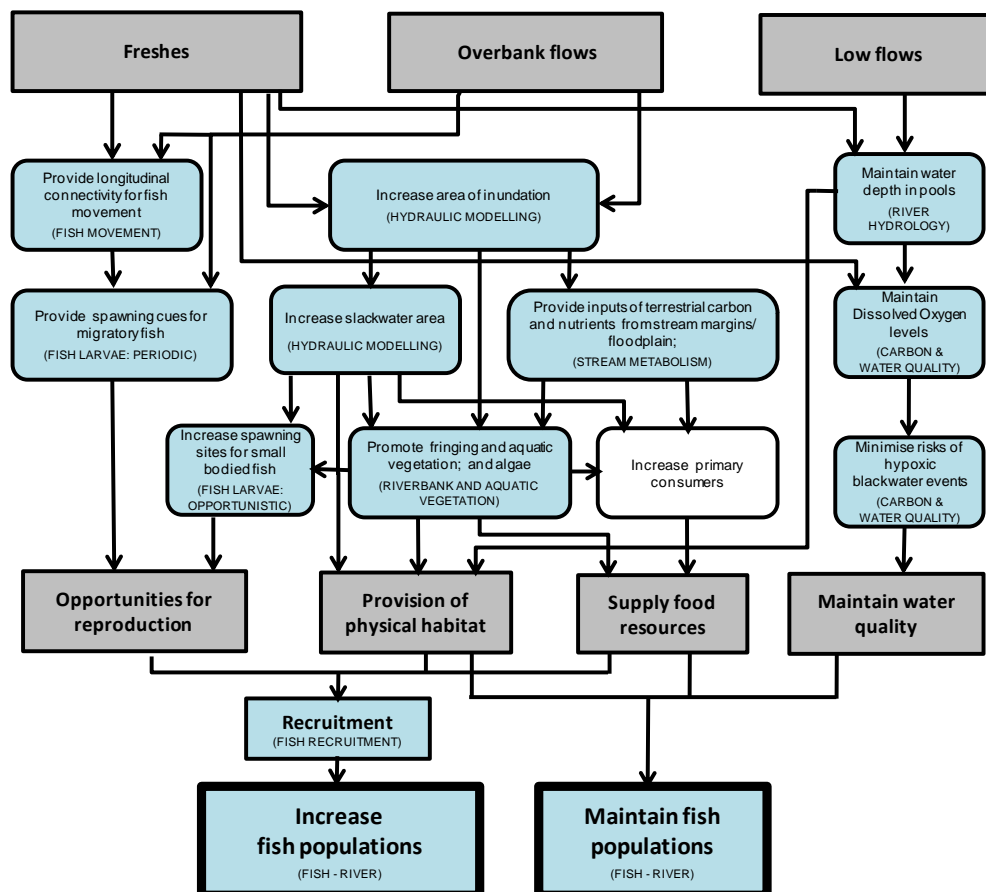 Freshes
Overbank flows
Low flows
Provide longitudinal
connectivity for fish
movement
(FISH MOVEMENT)
Increase area of inundation
(HYDRAULIC MODELLING)
Maintain water
depth in pools
(RIVER
HYDROLOGY)
Provide spawning cues for
migratory fish
(FISH LARVAE: PERIODIC)
Increase slackwater area
(HYDRAULIC MODELLING)
Provide inputs of terrestrial carbon
and nutrients from stream margins/
floodplain;
(STREAM METABOLISM)
Maintain
Dissolved Oxygen
levels
(CARBON &
WATER QUALITY)
Increase spawning
sites for small
bodied fish
(FISH LARVAE:
OPPORTUNISTIC)
Promote fringing and aquatic
vegetation; and algae
(RIVERBANK AND AQUATIC
VEGETATION)
Increase primary
consumers
Minimise risks of
hypoxic
blackwater events
(CARBON &
WATER QUALITY)
Opportunities for
reproduction
Provision of
physical habitat
Supply food
resources
Maintain water
quality
Recruitment
(FISH RECRUITMENT)
Increase
fish populations
(FISH - RIVER)
Maintain fish
populations
(FISH - RIVER)